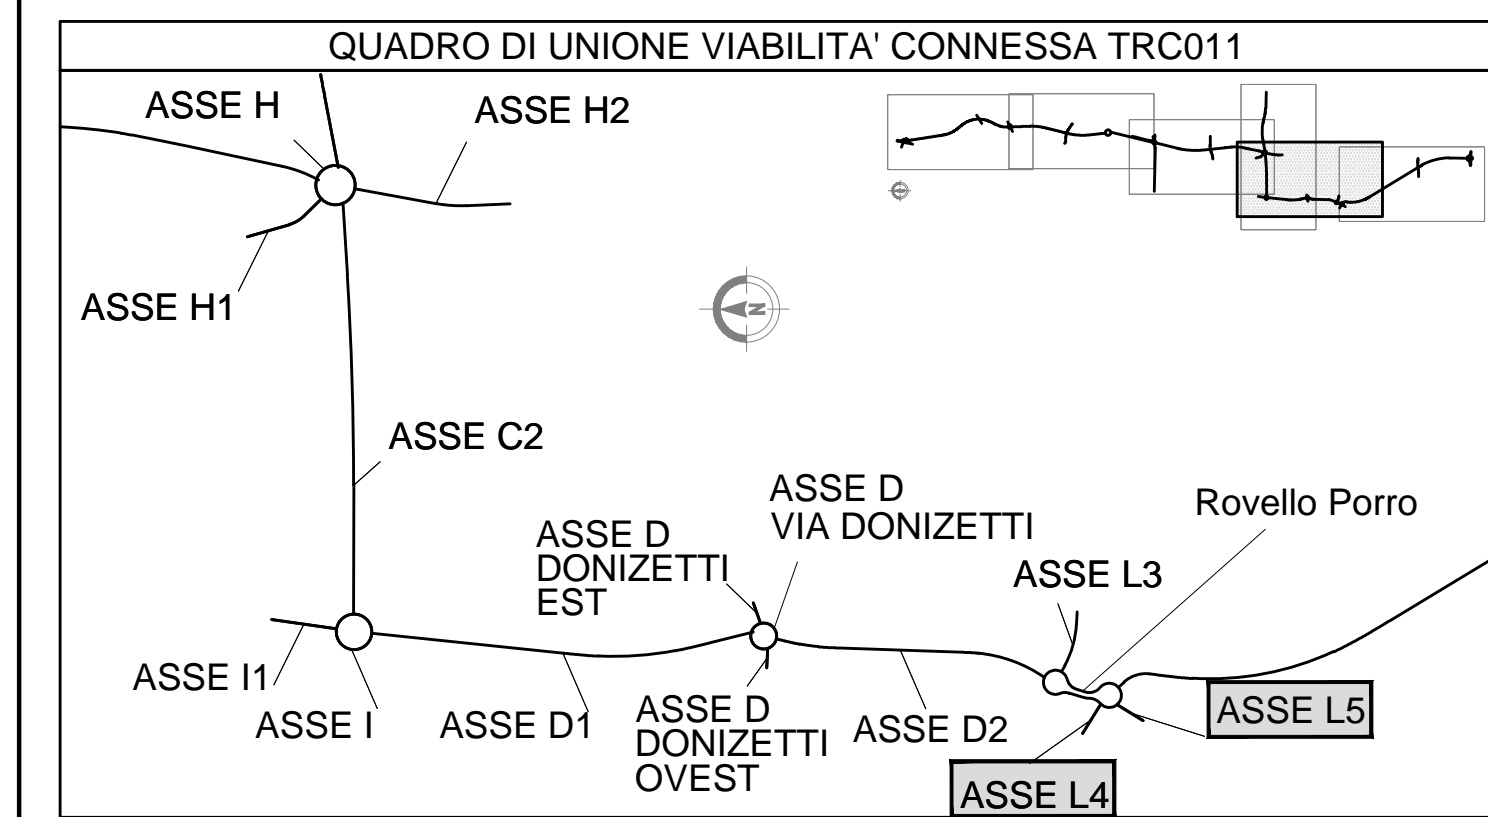 QUADRO DI UNIONE VIABILITA' CONNESSA TRC011
ASSE H
ASSE H2
ASSE H1
N
ASSE C2
ASSE D
VIA DONIZETTI
Rovello Porro
ASSE D
DONIZETTI
EST
ASSE L3
ASSE I1
ASSE I
ASSE D1
ASSE D
DONIZETTI
OVEST
ASSE D2
ASSE L5
ASSE L4